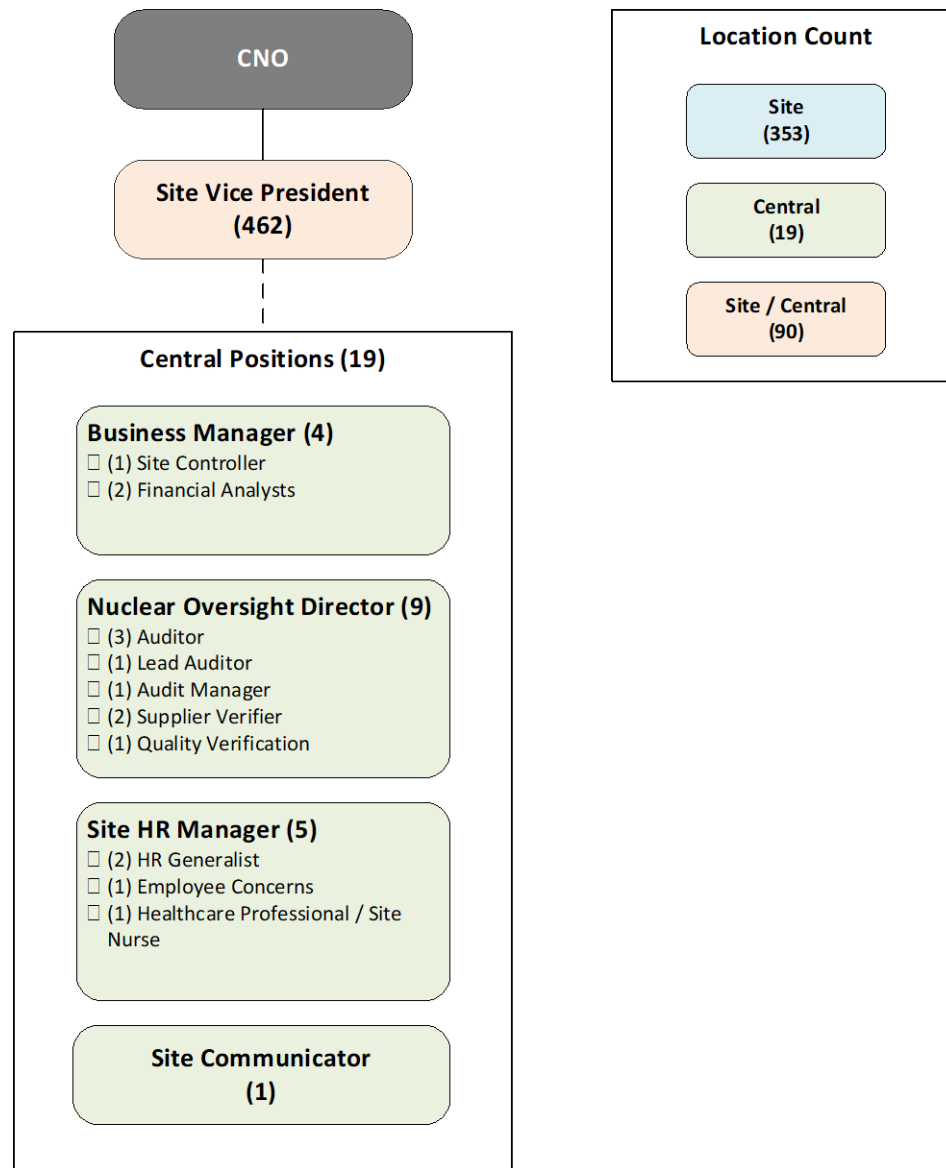 CNO
Site Vice President
(462)
Central Positions (19)
Business Manager (4)
(1) Site Controller
(2) Financial Analysts
Nuclear Oversight Director (9)
(3) Auditor
(1) Lead Auditor
(1) Audit Manager
(2) Supplier Verifier
(1) Quality Verification
Site HR Manager (5)
(2) HR Generalist
(1) Employee Concerns
(1) Healthcare Professional / Site
Nurse
Site Communicator
(1)
Location Count
Site
(353)
Central
(19)
Site / Central
(90)